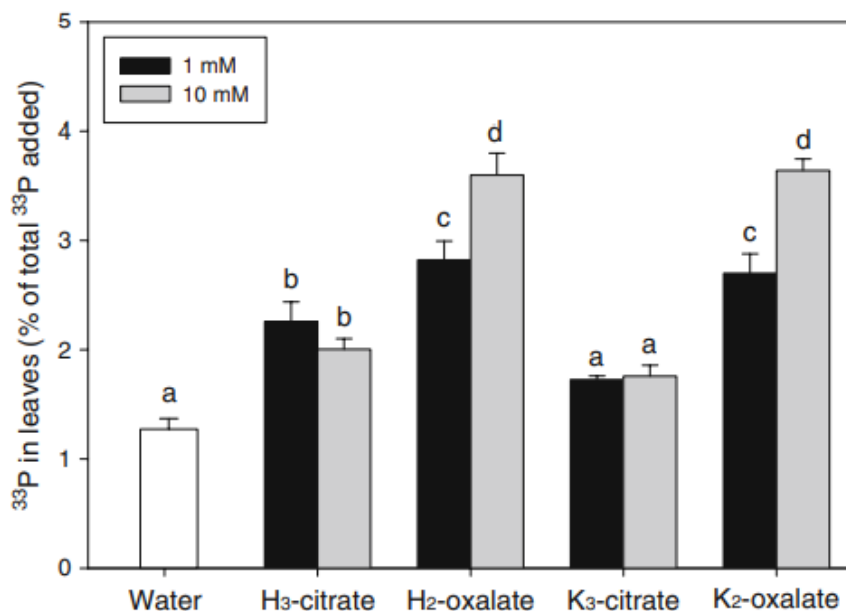 5
1 mM
10 mM
4
3
2
1
0
d
d
c
c
b
b
a
a
a
³³P in leaves (% of total ³³P added)
Water H₃-citrate H₂-oxalate K₃-citrate K₂-oxalate